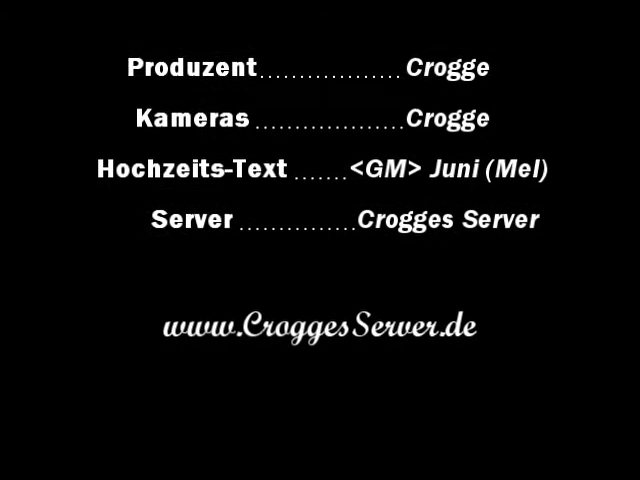 Produzent.................. Crogge
Kameras ...................Crogge
Hochzeits-Text .......<GM> Juni (Mel)
Server ...............Crogges Server
www.CroggesServer.de